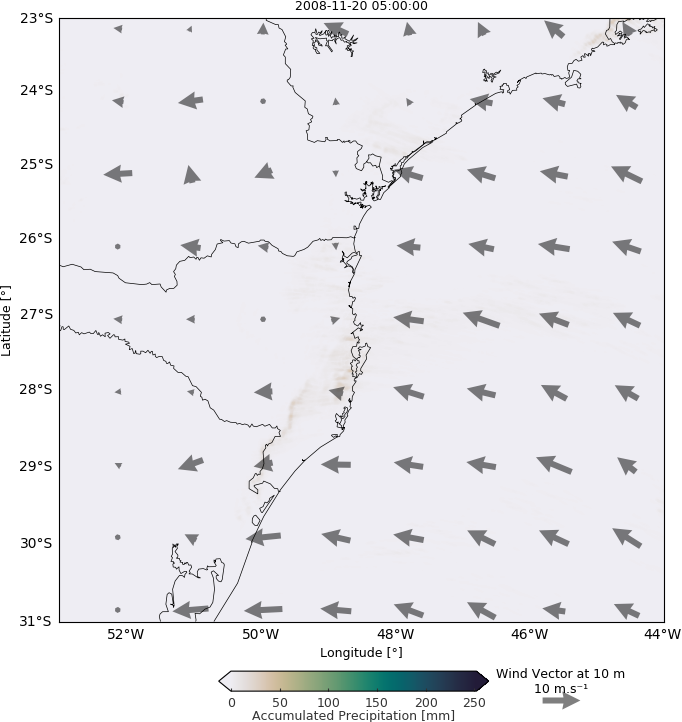 2008-11-20 05:00:00
23°S
24°S
25°S
26°S
27°S
28°S
29°S
30°S
31°S
Latitude [°]
52°W 50°W 48°W 46°W 44°W
Longitude [°]
0 50 100 150 200 250
Accumulated Precipitation [mm]
Wind Vector at 10 m
10 m.s⁻¹